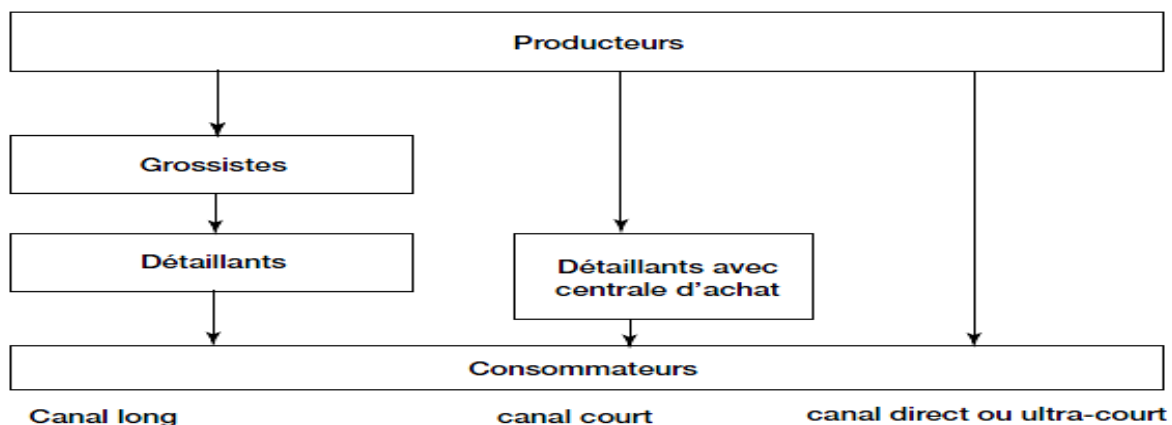 Producteurs
Grossistes
Détaillants
Détaillants avec
centrale d'achat
Consommateurs
Canal long
canal court
canal direct ou ultra-court